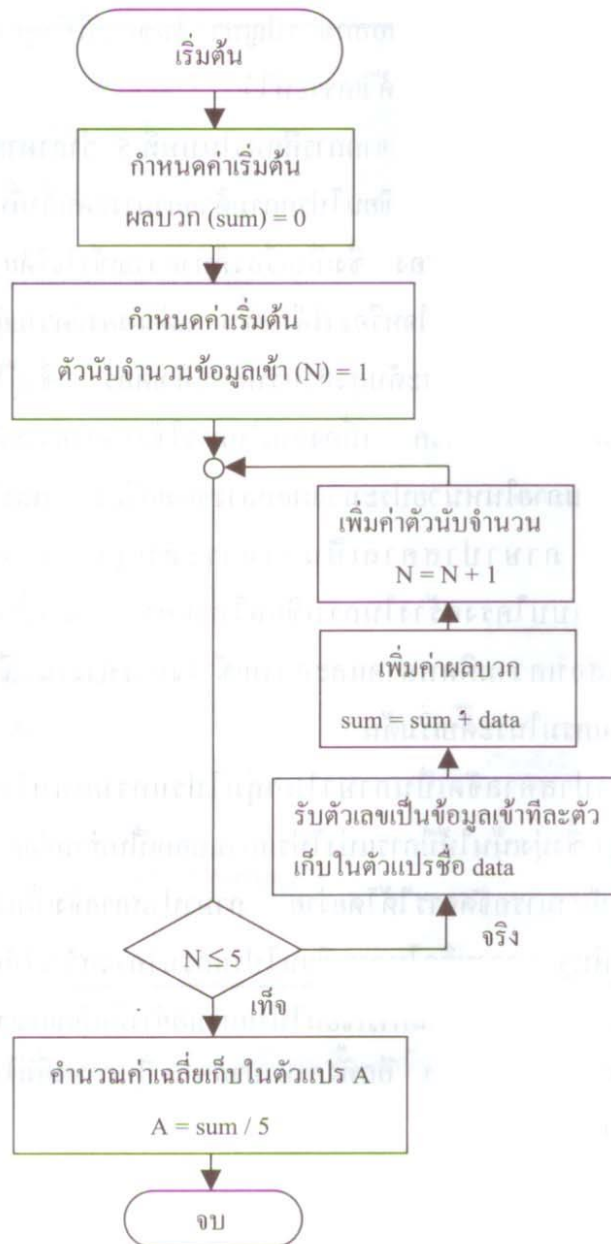 เริ่มต้น
กำหนดค่าเริ่มต้น
ผลบวก (sum) = 0
กำหนดค่าเริ่มต้น
ตัวนับจำนวนข้อมูลเข้า (N) = 1
เพิ่มค่าตัวนับจำนวน
N = N + 1
เพิ่มค่าผลบวก
sum = sum + data
รับตัวเลขเป็นข้อมูลเข้าทีละตัว
เก็บในตัวแปรชื่อ data
N ≤ 5
จริง
เท็จ
คำนวณค่าเฉลี่ยเก็บในตัวแปร A
A = sum / 5
จบ